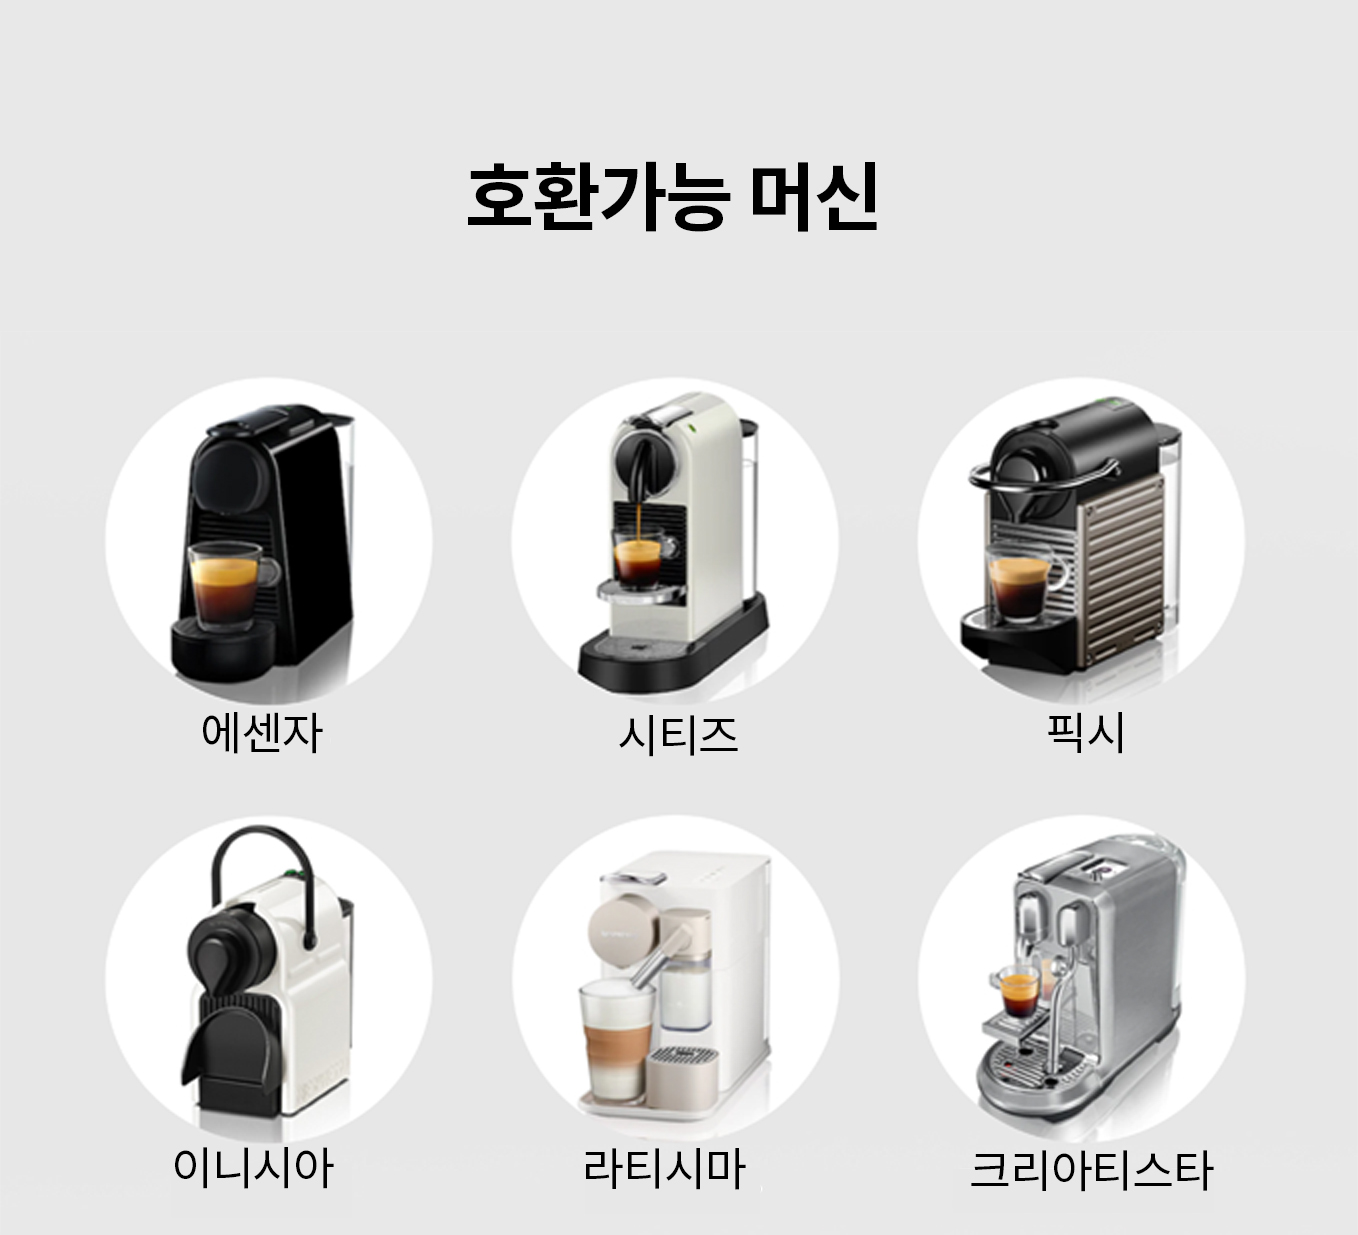 호환가능 머신
에센자
시티즈
픽시
이니시아
라티시마
크리아티스타